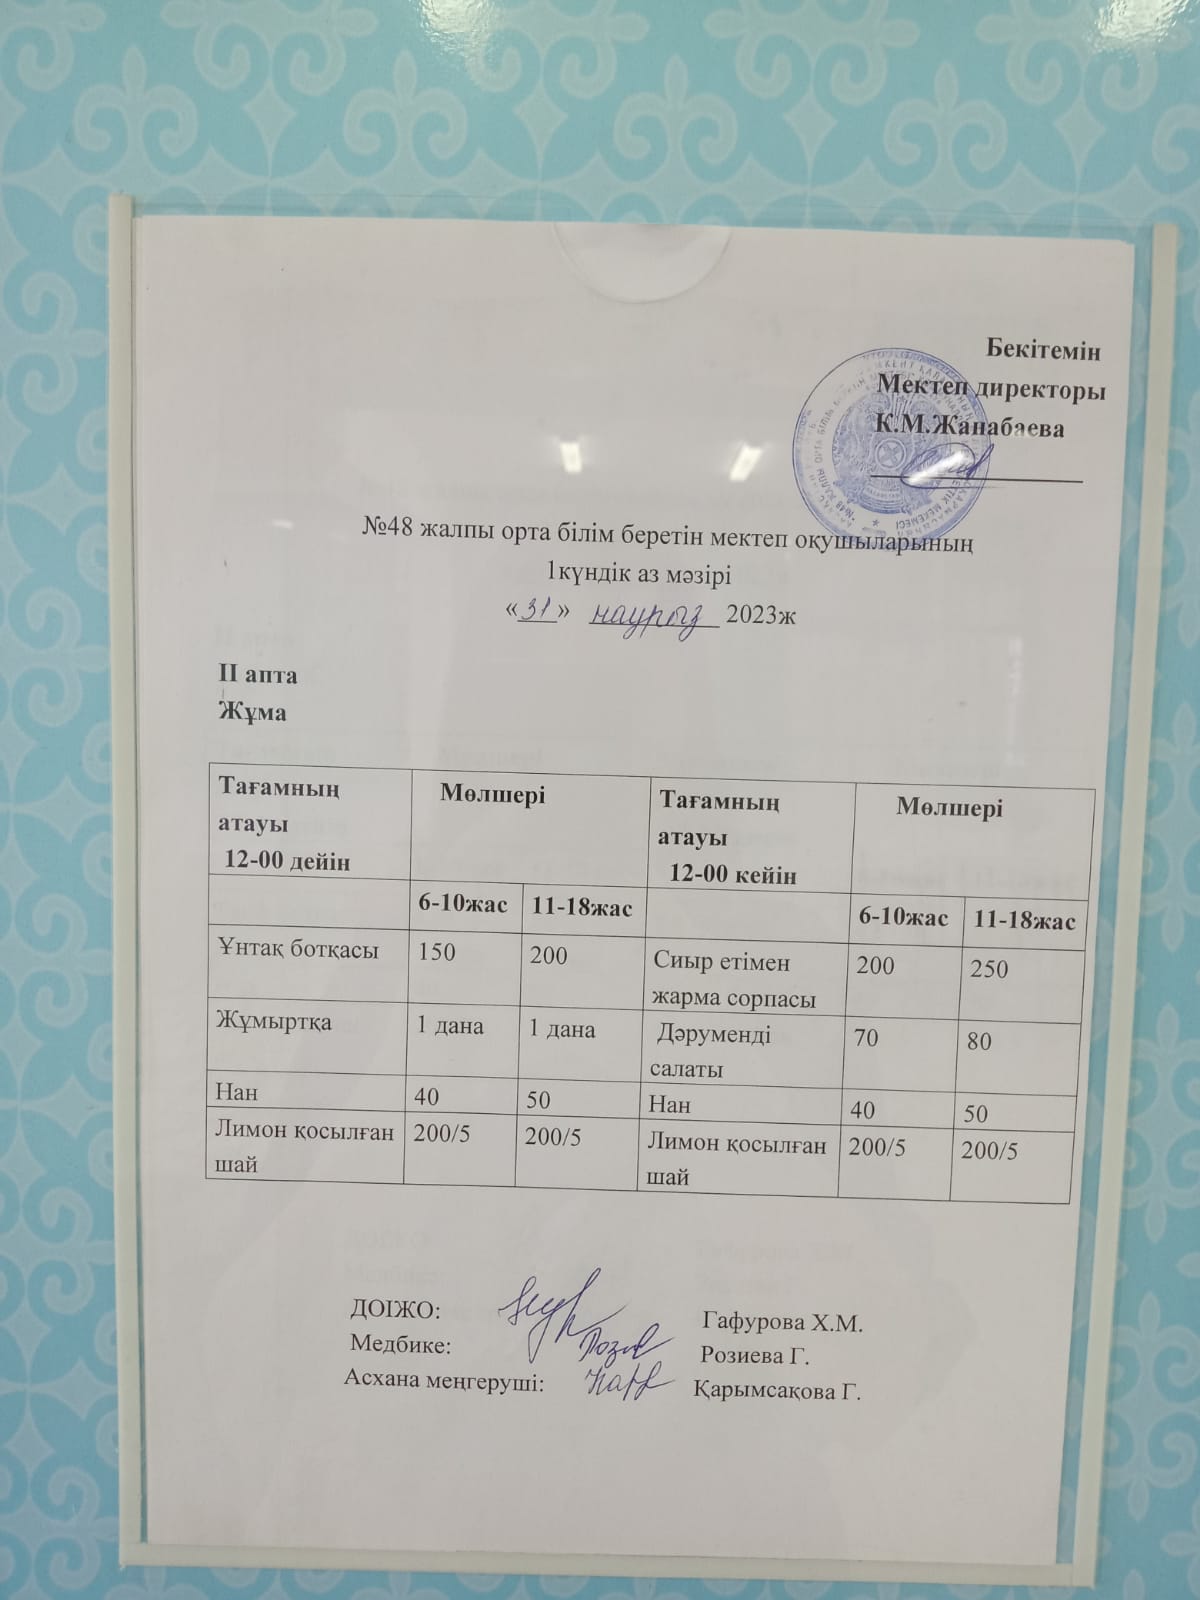 Бекітемін
Мектеп директоры
К.М.Жанабаева
№48 жалпы орта білім беретін мектеп оқушыларының
1күндік аз мәзірі
«31» наурыз 2023ж
II апта
Жұма
Тағамның атауы 12-00 дейін Мөлшері Тағамның атауы 12-00 кейін Мөлшері
6-10жас 11-18жас 6-10жас 11-18жас
Ұнтақ ботқасы 150 200 Сиыр етімен жарма сорпасы 200 250
Жұмыртқа 1 дана 1 дана Дәруменді салаты 70 80
Нан 40 50 Нан 40 50
Лимон қосылған шай 200/5 200/5 Лимон қосылған шай 200/5 200/5
ДОІЖО: Гафурова Х.М.
Медбике: Розиева Г.
Асхана меңгеруші: Қарымсақова Г.